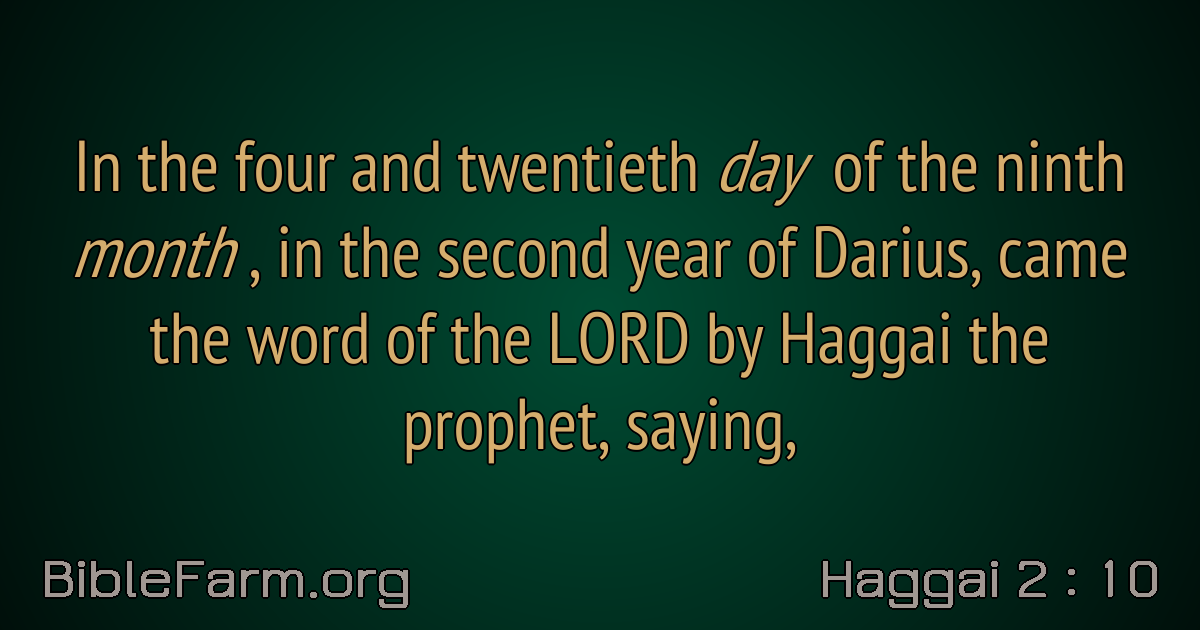 In the four and twentieth day of the ninth
month , in the second year of Darius, came
the word of the LORD by Haggai the
prophet, saying,
BibleFarm.org
Haggai 2 : 10